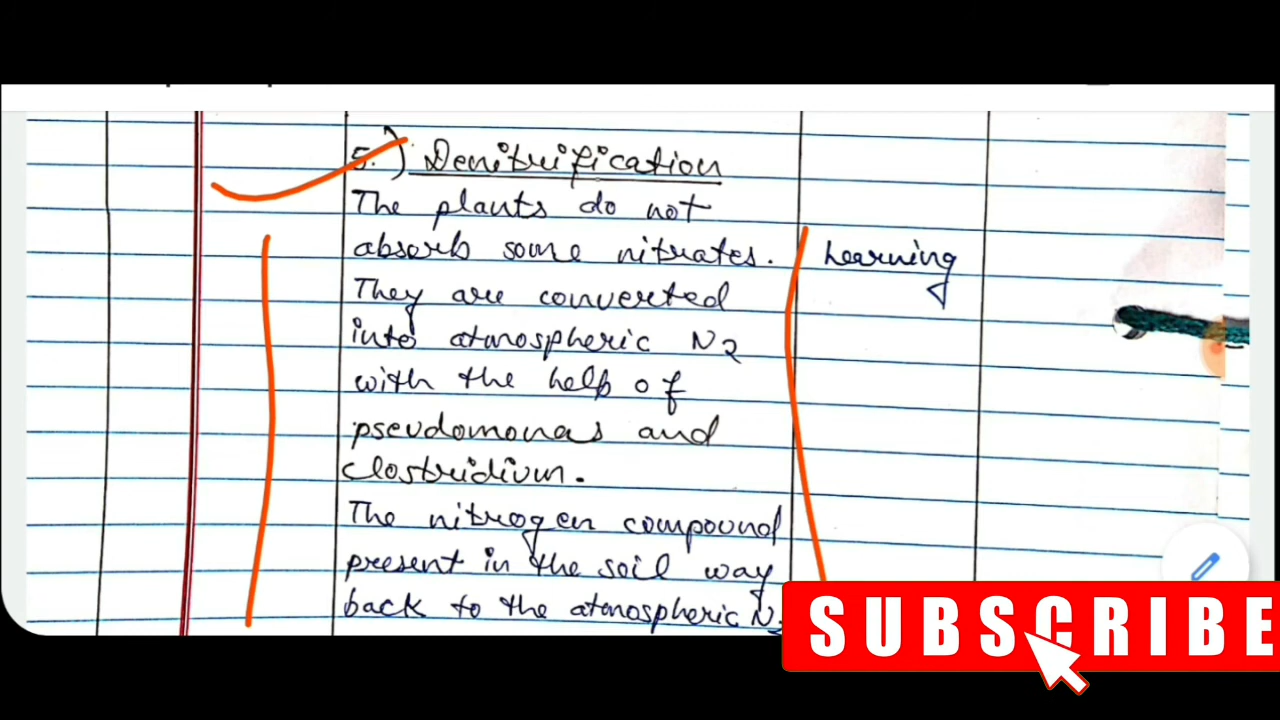 5.) Denitrification
The plants do not
absorb some nitrates.
Learning
They are converted
into atmospheric N2
with the help of
pseudomonas and
clostridium.
The nitrogen compound
present in the soil way
back to the atmospheric N2
SUBSCRIBE